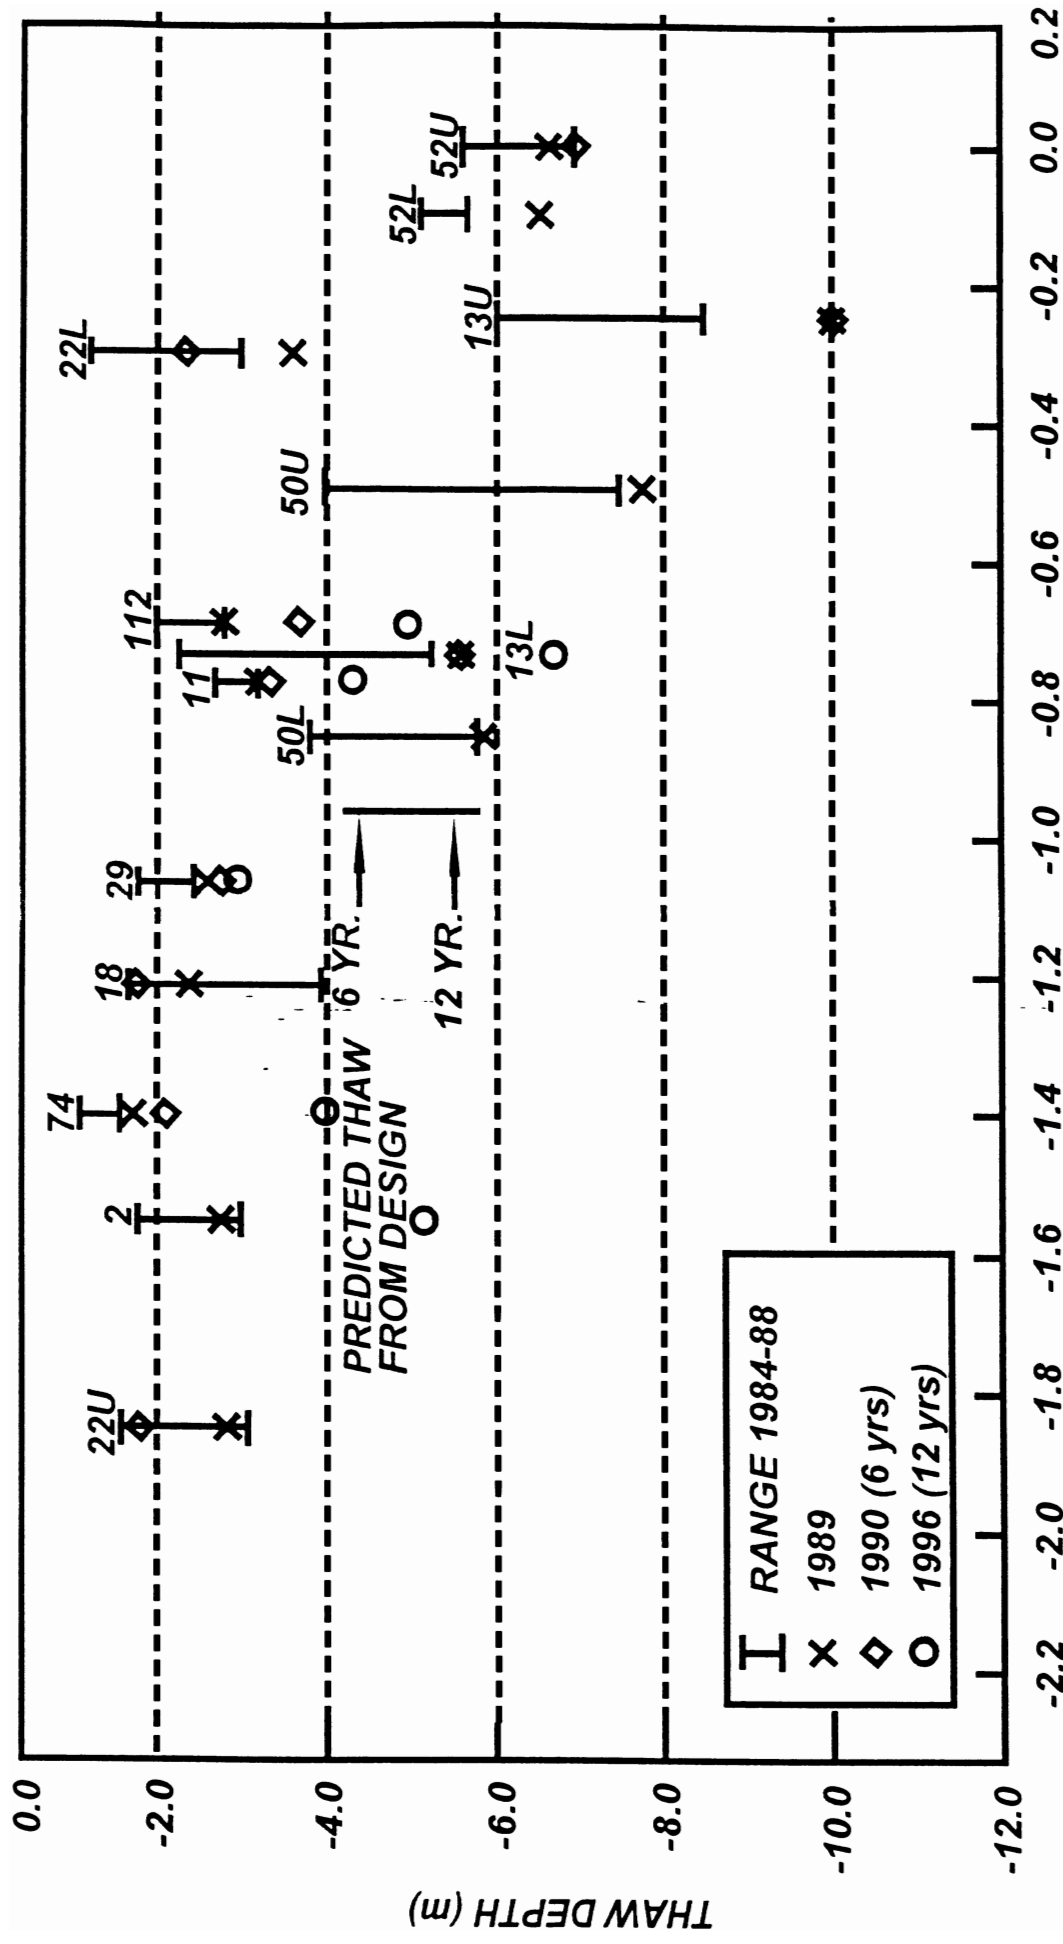 THAW DEPTH (m)
0.0
-2.0
-4.0
-6.0
-8.0
-10.0
-12.0
22U
2
74
18
29
50L
11
112
13L
50U
22L
13U
52L
52U
PREDICTED THAW
FROM DESIGN
6 YR.
12 YR.
RANGE 1984-88
1989
1990 (6 yrs)
1996 (12 yrs)
-2.2
-2.0
-1.8
-1.6
-1.4
-1.2
-1.0
-0.8
-0.6
-0.4
-0.2
0.0
0.2